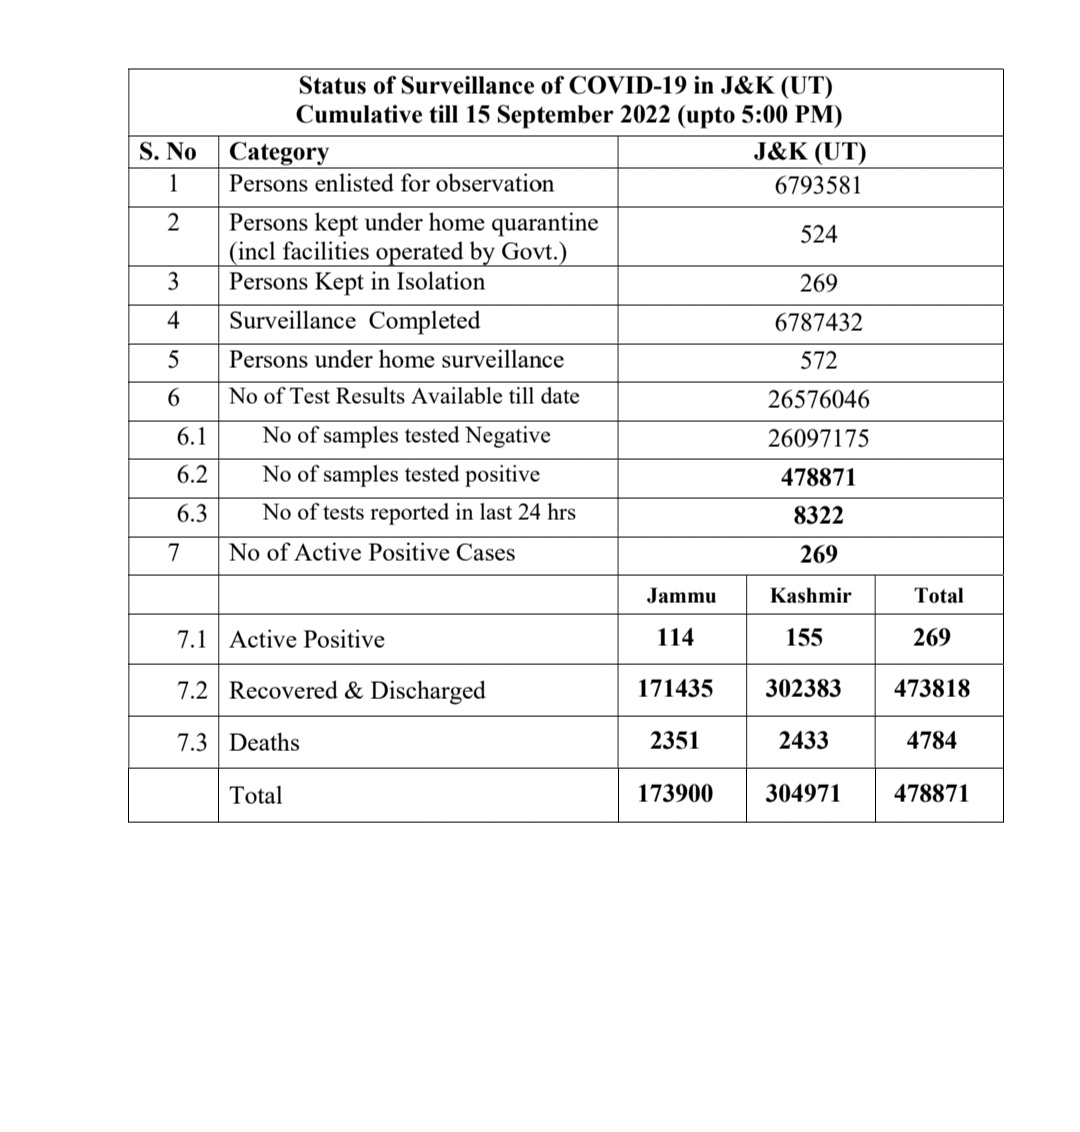 Status of Surveillance of COVID-19 in J&K (UT)
Cumulative till 15 September 2022 (upto 5:00 PM)
S. No Category J&K (UT)
1 Persons enlisted for observation 6793581
2 Persons kept under home quarantine (incl facilities operated by Govt.) 524
3 Persons Kept in Isolation 269
4 Surveillance Completed 6787432
5 Persons under home surveillance 572
6 No of Test Results Available till date 26576046
6.1 No of samples tested Negative 26097175
6.2 No of samples tested positive 478871
6.3 No of tests reported in last 24 hrs 8322
7 No of Active Positive Cases 269
Jammu Kashmir Total
7.1 Active Positive 114 155 269
7.2 Recovered & Discharged 171435 302383 473818
7.3 Deaths 2351 2433 4784
Total 173900 304971 478871